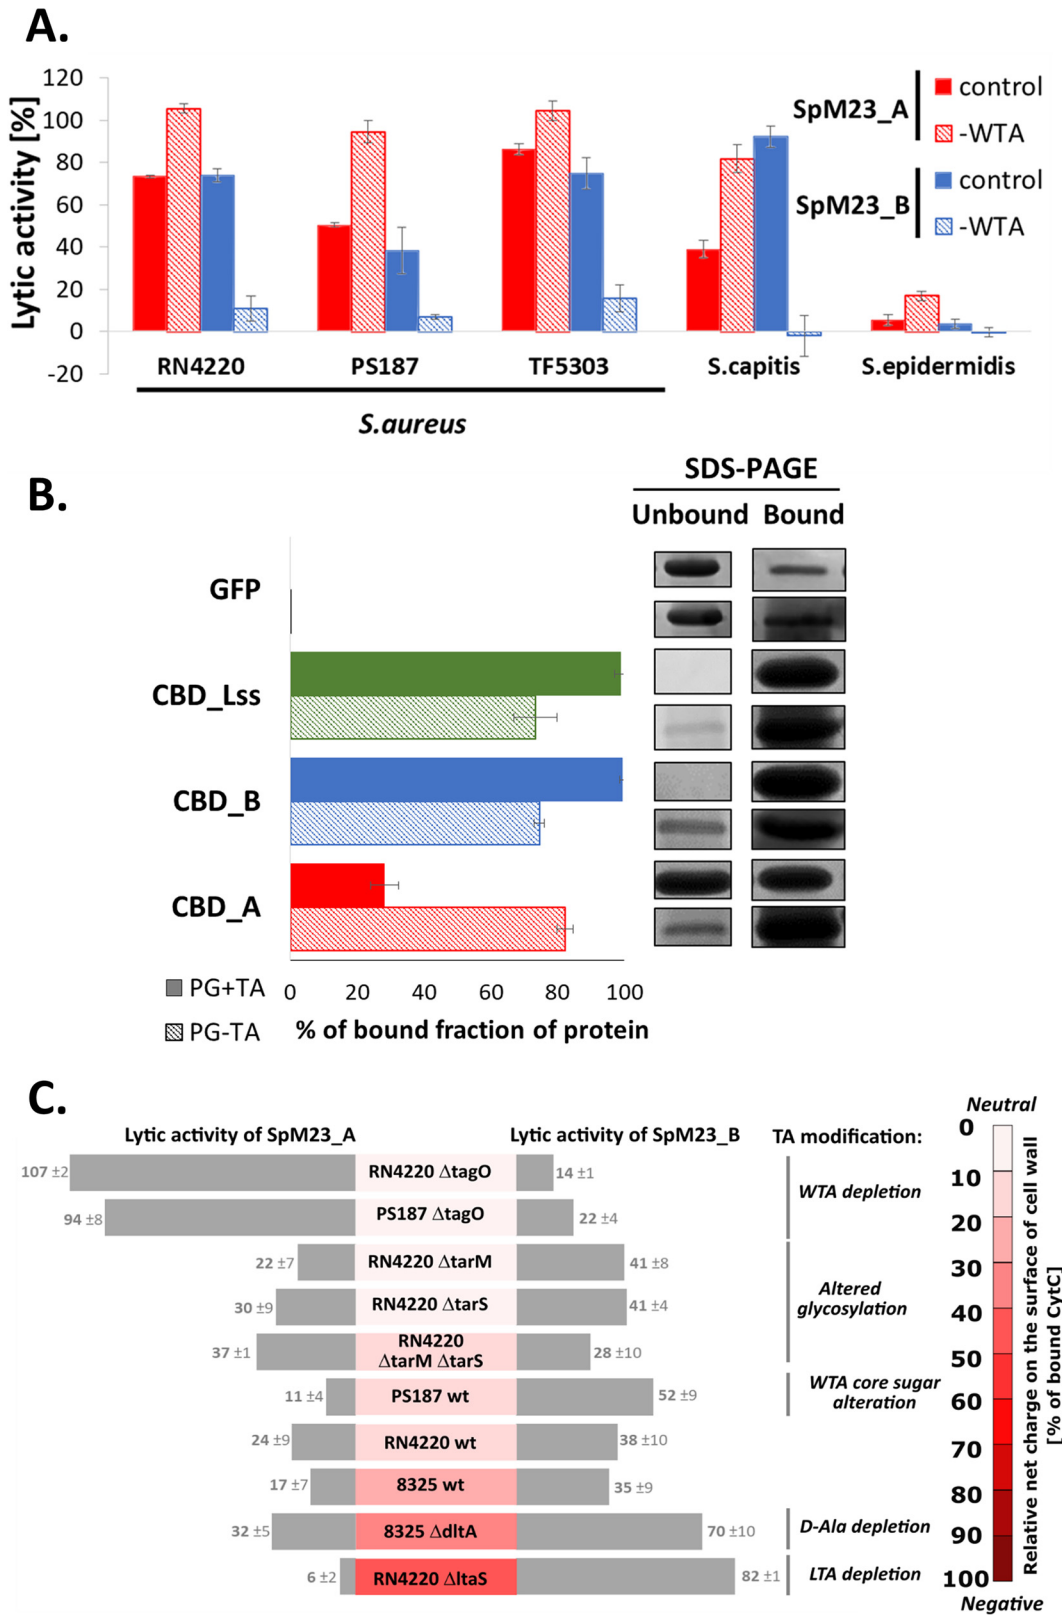 A.
Lytic activity [%]
120
100
80
60
40
20
0
-20
SpM23_A
control
-WTA
SpM23_B
control
-WTA
RN4220
PS187
TF5303
S.capitis
S.epidermidis
S.aureus
B.
SDS-PAGE
Unbound Bound
GFP
CBD_Lss
CBD_B
CBD_A
PG+TA
PG-TA
0 20 40 60 80 100
% of bound fraction of protein
C.
Lytic activity of SpM23_A
Lytic activity of SpM23_B
TA modification:
107 ±2 RN4220 ΔtagO 14 ±1
94 ±8 PS187 ΔtagO 22 ±4
WTA depletion
22 ±7 RN4220 ΔtarM 41 ±8
30 ±9 RN4220 ΔtarS 41 ±4
37 ±1 RN4220 ΔtarM ΔtarS 28 ±10
Altered
glycosylation
11 ±4 PS187 wt 52 ±9
WTA core sugar
alteration
24 ±9 RN4220 wt 38 ±10
17 ±7 8325 wt 35 ±9
32 ±5 8325 ΔdltA 70 ±10
D-Ala depletion
6 ±2 RN4220 ΔltaS 82 ±1
LTA depletion
Neutral
0
10
20
30
40
50
60
70
80
90
100
Negative
Relative net charge on the surface of cell wall
[% of bound CytC]